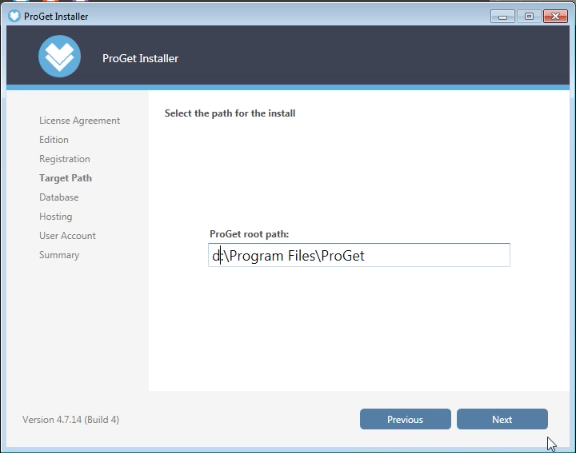 ProGet Installer
ProGet Installer
License Agreement
Edition
Registration
Target Path
Database
Hosting
User Account
Summary
Select the path for the install
ProGet root path:
d:\Program Files\ProGet
Version 4.7.14 (Build 4)
Previous
Next